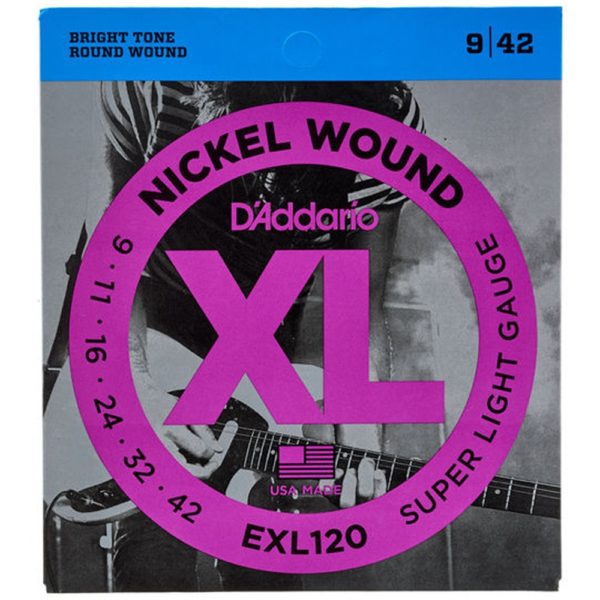 BRIGHT TONE
ROUND WOUND
9|42
NICKEL WOUND
D'Addario
XL
9 · 11 · 16 · 24 · 32 · 42
SUPER LIGHT GAUGE
USA MADE
EXL120